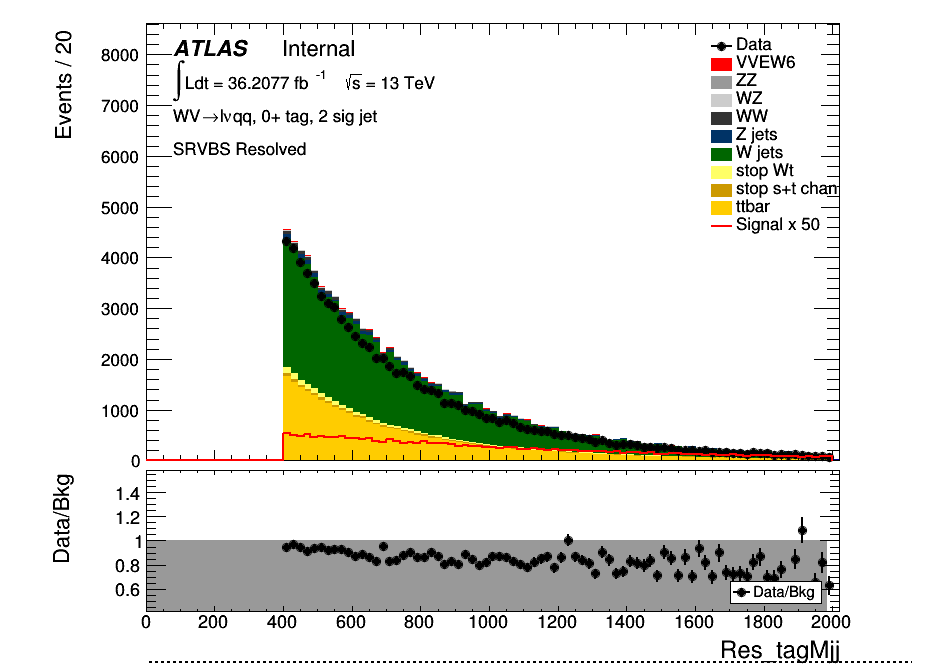 Events / 20
8000
7000
6000
5000
4000
3000
2000
1000
0
ATLAS Internal
∫Ldt = 36.2077 fb -1 √s = 13 TeV
WV→lνqq, 0+ tag, 2 sig jet
SRVBS Resolved
Data
VVEW6
ZZ
WZ
WW
Z jets
W jets
stop Wt
stop s+t chan
ttbar
Signal x 50
Data/Bkg
1.4
1.2
1
0.8
0.6
Data/Bkg
0 200 400 600 800 1000 1200 1400 1600 1800 2000
Res_tagMjj